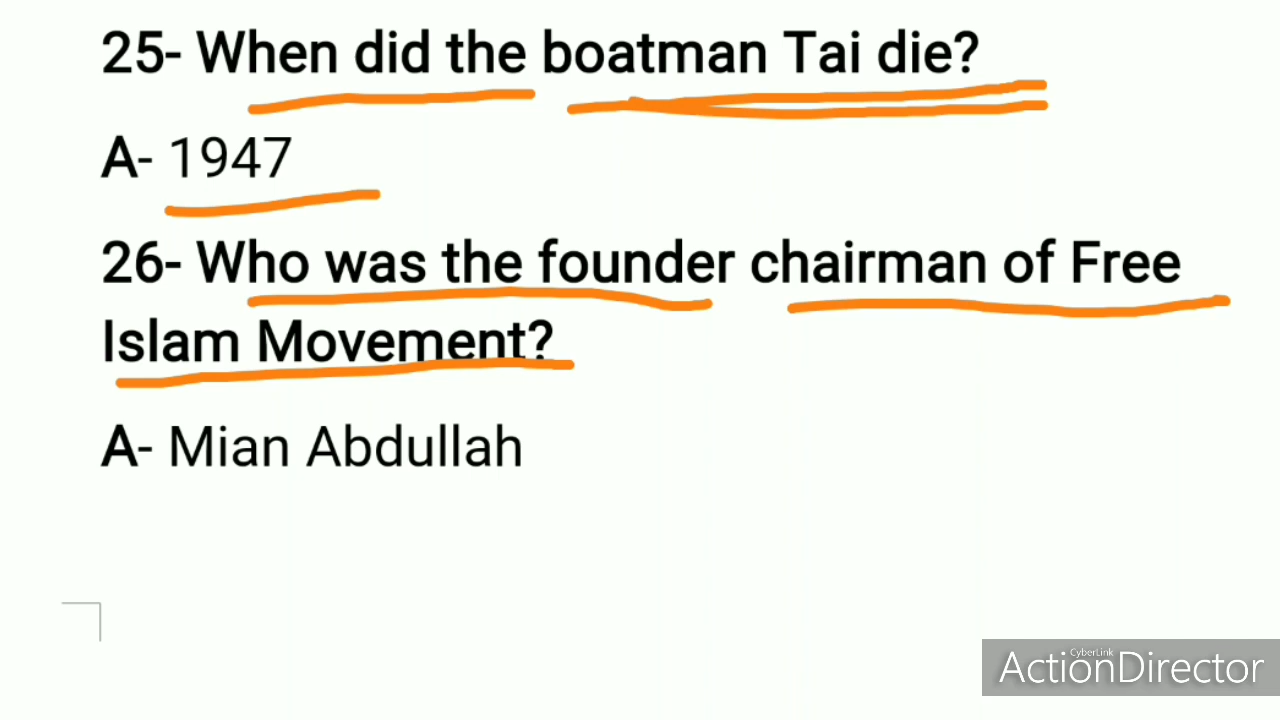 25- When did the boatman Tai die?
A- 1947
26- Who was the founder chairman of Free
Islam Movement?
A- Mian Abdullah
CyberLink
ActionDirector